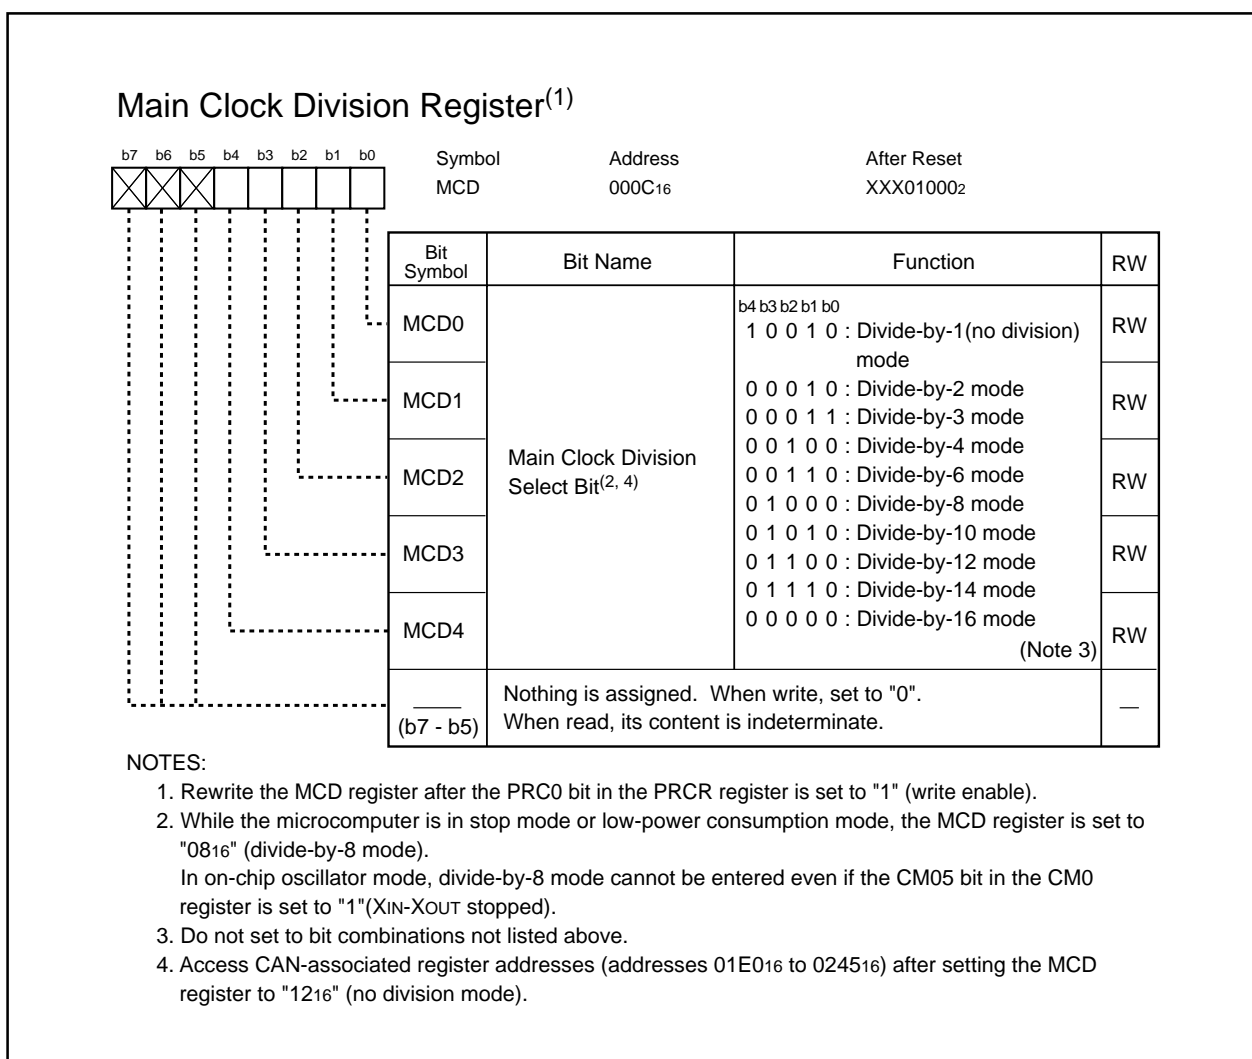 Main Clock Division Register(1)
b7 b6 b5 b4 b3 b2 b1 b0
Symbol Address After Reset
MCD 000C16 XXX010002
Bit Symbol Bit Name Function RW
MCD0 RW
MCD1 RW
MCD2 RW
MCD3 RW
MCD4 RW
Main Clock Division
Select Bit(2, 4)
b4 b3 b2 b1 b0
1 0 0 1 0 : Divide-by-1(no division)
mode
0 0 0 1 0 : Divide-by-2 mode
0 0 0 1 1 : Divide-by-3 mode
0 0 1 0 0 : Divide-by-4 mode
0 0 1 1 0 : Divide-by-6 mode
0 1 0 0 0 : Divide-by-8 mode
0 1 0 1 0 : Divide-by-10 mode
0 1 1 0 0 : Divide-by-12 mode
0 1 1 1 0 : Divide-by-14 mode
0 0 0 0 0 : Divide-by-16 mode
(Note 3)
(b7 - b5)
Nothing is assigned. When write, set to "0".
When read, its content is indeterminate.
—
NOTES:
1. Rewrite the MCD register after the PRC0 bit in the PRCR register is set to "1" (write enable).
2. While the microcomputer is in stop mode or low-power consumption mode, the MCD register is set to
"0816" (divide-by-8 mode).
In on-chip oscillator mode, divide-by-8 mode cannot be entered even if the CM05 bit in the CM0
register is set to "1"(XIN-XOUT stopped).
3. Do not set to bit combinations not listed above.
4. Access CAN-associated register addresses (addresses 01E016 to 024516) after setting the MCD
register to "1216" (no division mode).